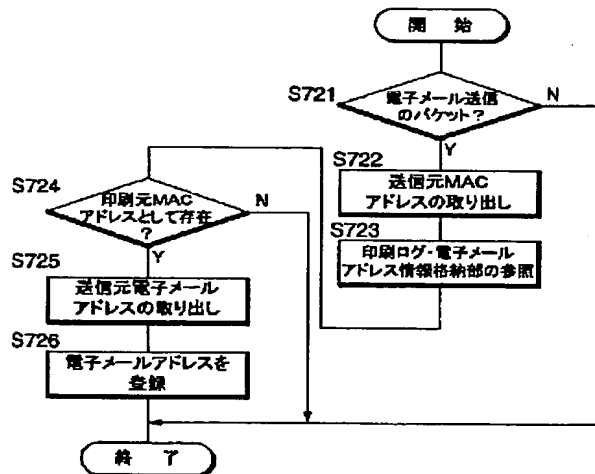 開始
S721
電子メール送信
のパケット?
N
Y
S722
送信元MAC
アドレスの取り出し
S723
印刷ログ・電子メール
アドレス情報格納部の参照
S724
印刷元MAC
アドレスとして存在
?
N
Y
S725
送信元電子メール
アドレスの取り出し
S726
電子メールアドレスを
登録
終了